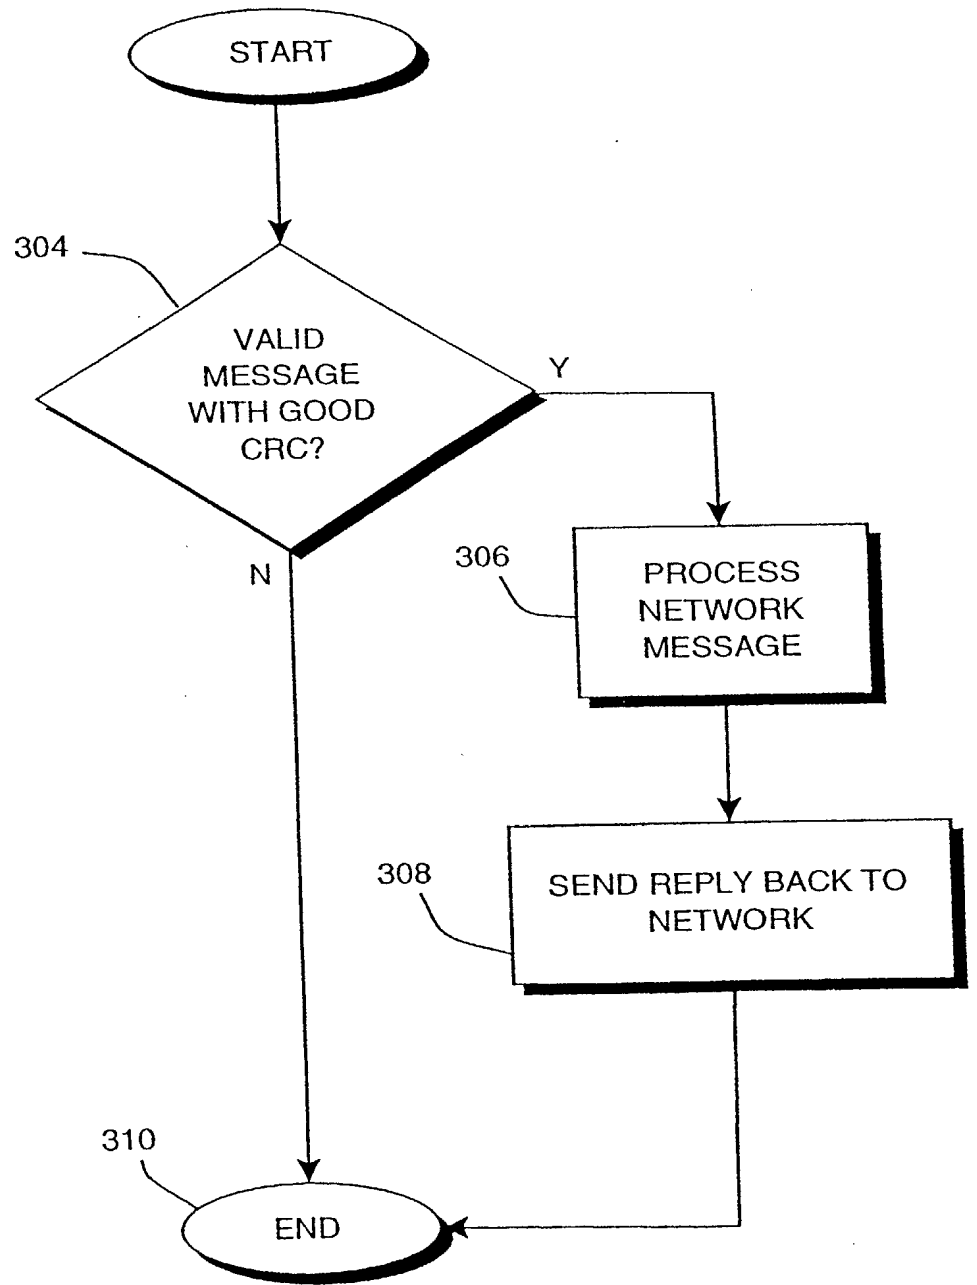 START
304
VALID
MESSAGE
WITH GOOD
CRC?
Y
N
306
PROCESS
NETWORK
MESSAGE
308
SEND REPLY BACK TO
NETWORK
310
END